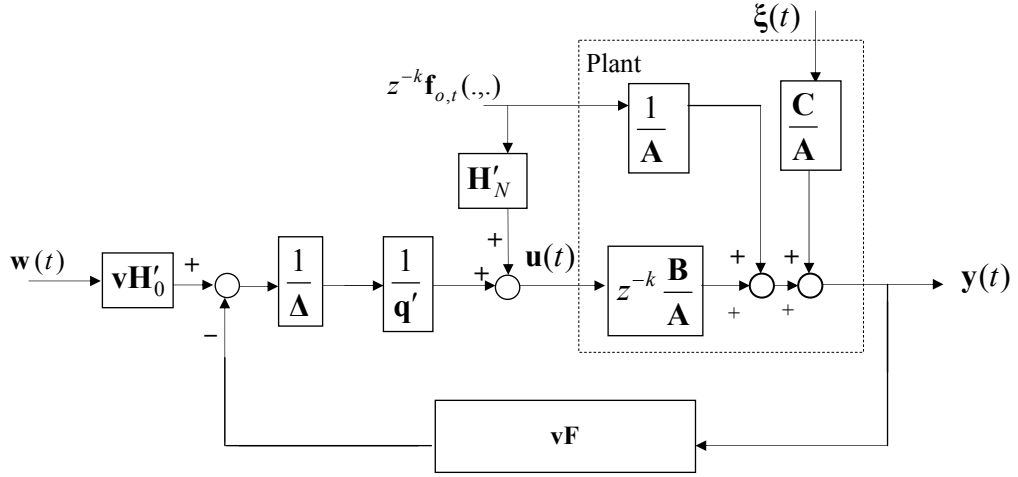 ξ(t)
Plant
z^{-k} f_{o,t}(.,.)
1/A
C/A
H'_N
+
w(t)
vH'_0
+
−
1/Δ
1/q'
+
u(t)
z^{-k} B/A
+
+
+
+
y(t)
vF